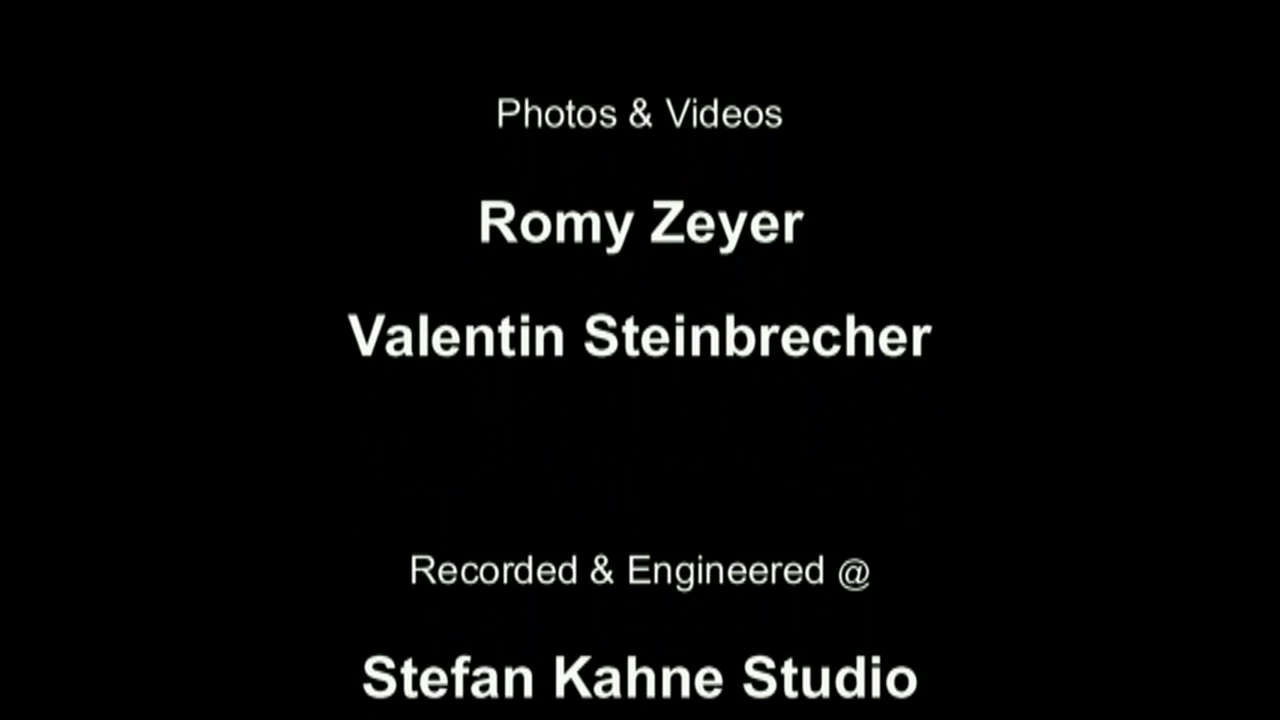 Photos & Videos
Romy Zeyer
Valentin Steinbrecher
Recorded & Engineered @
Stefan Kahne Studio